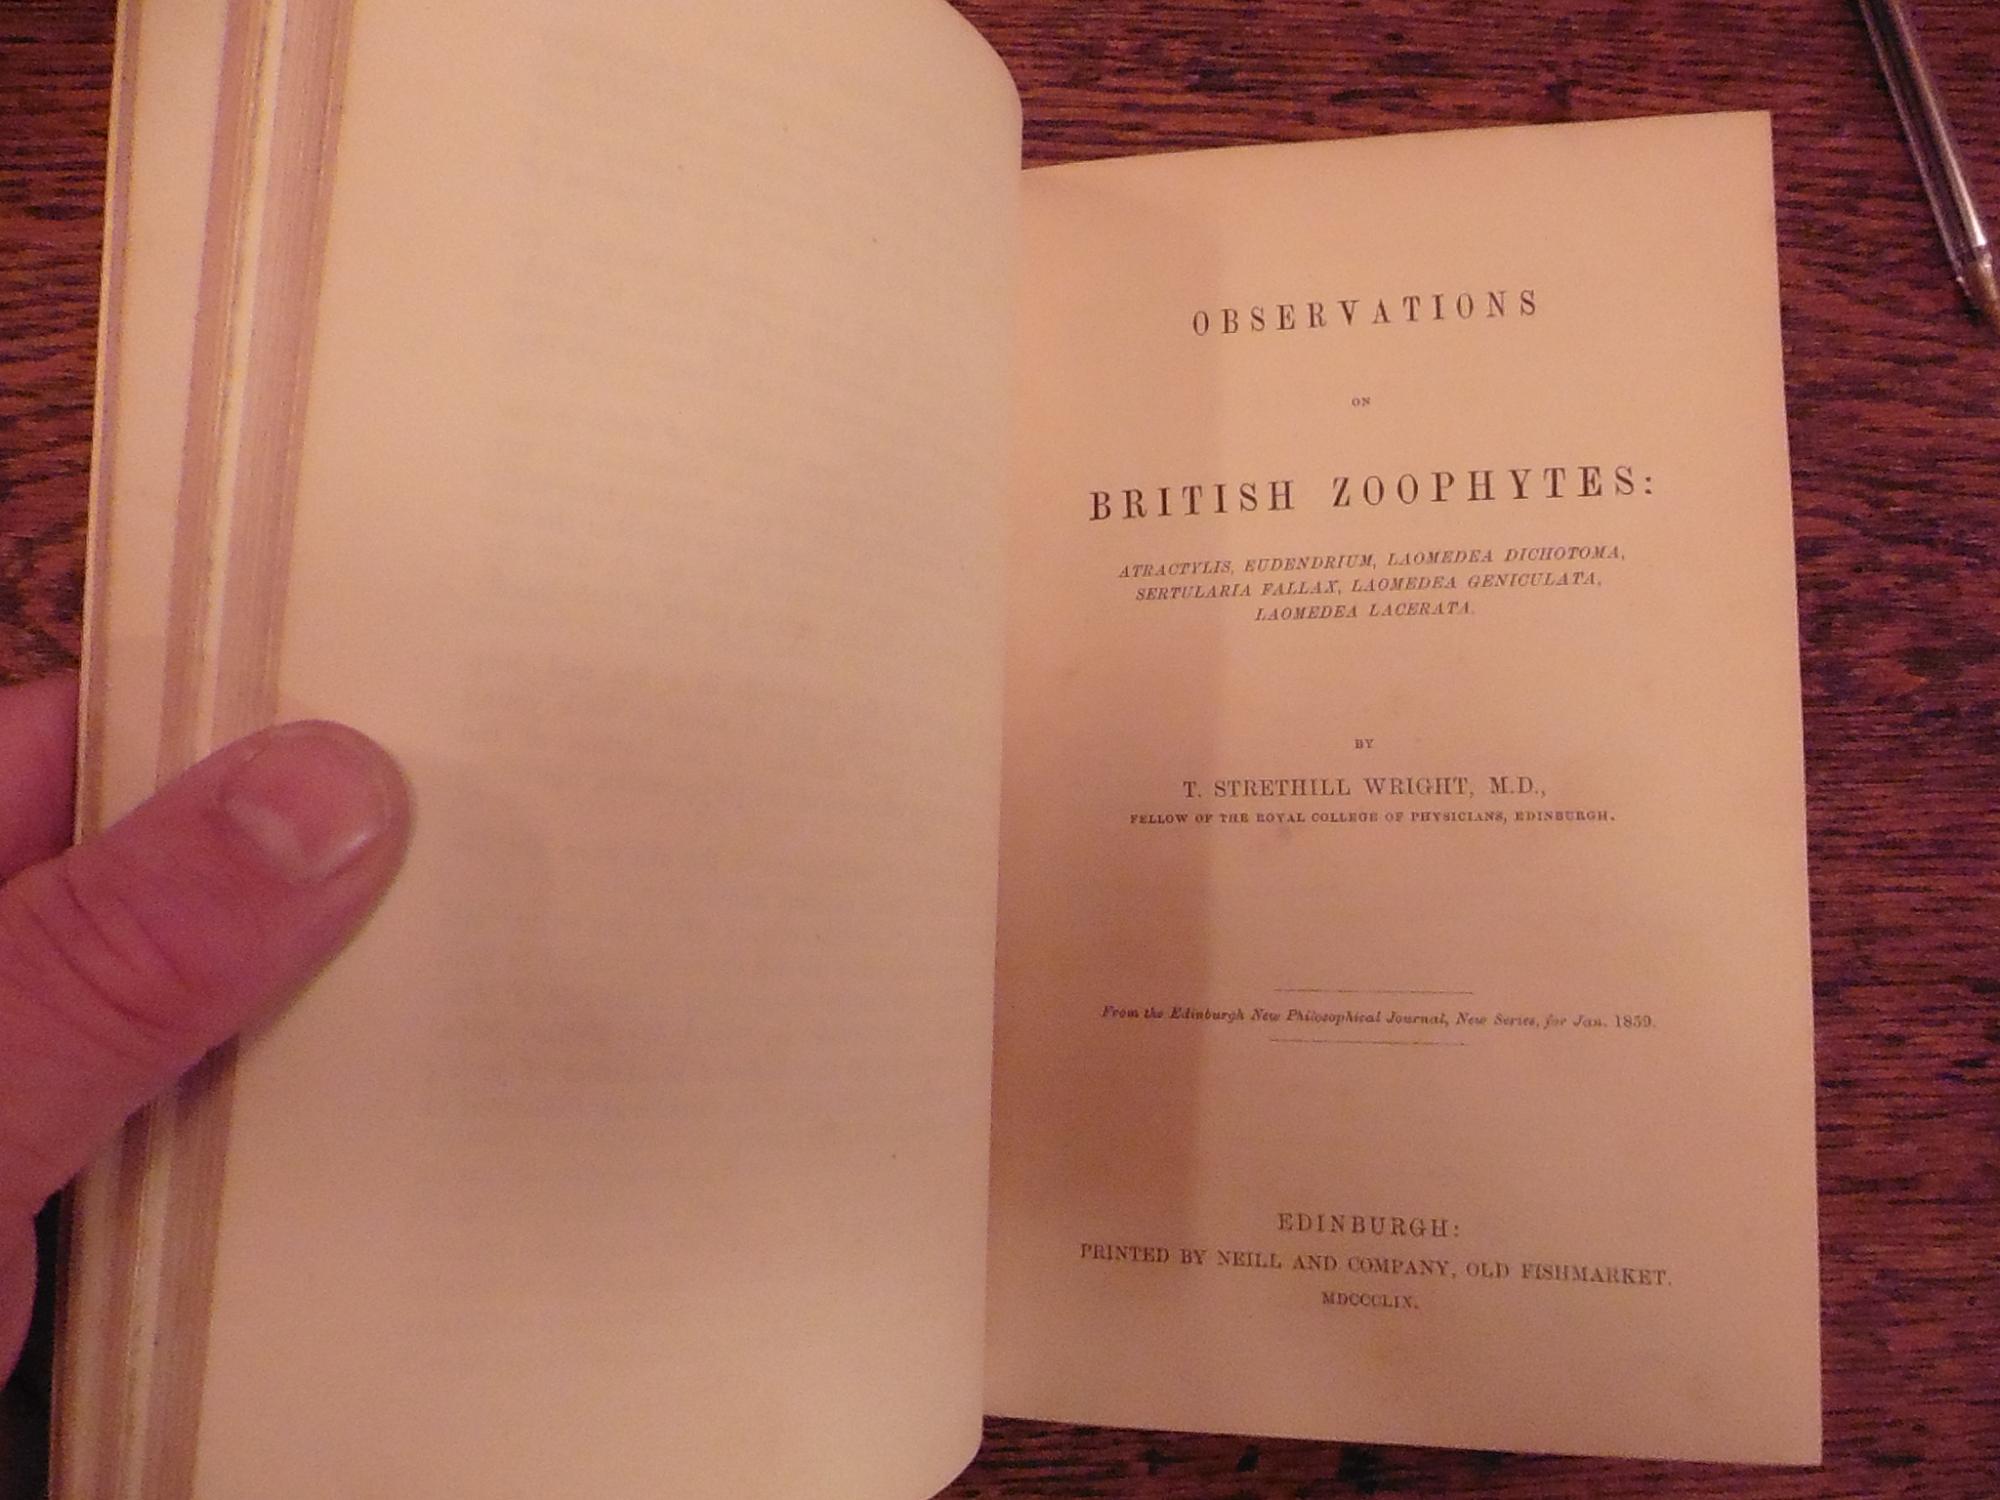 OBSERVATIONS
ON
BRITISH ZOOPHYTES:
ATRACTYLIS, EUDENDRIUM, LAOMEDEA DICHOTOMA,
SERTULARIA FALLAX, LAOMEDEA GENICULATA,
LAOMEDEA LACERATA.
BY
T. STRETHILL WRIGHT, M.D.,
FELLOW OF THE ROYAL COLLEGE OF PHYSICIANS, EDINBURGH.
From the Edinburgh New Philosophical Journal, New Series, for Jan. 1859.
EDINBURGH:
PRINTED BY NEILL AND COMPANY, OLD FISHMARKET.
MDCCCLIX.